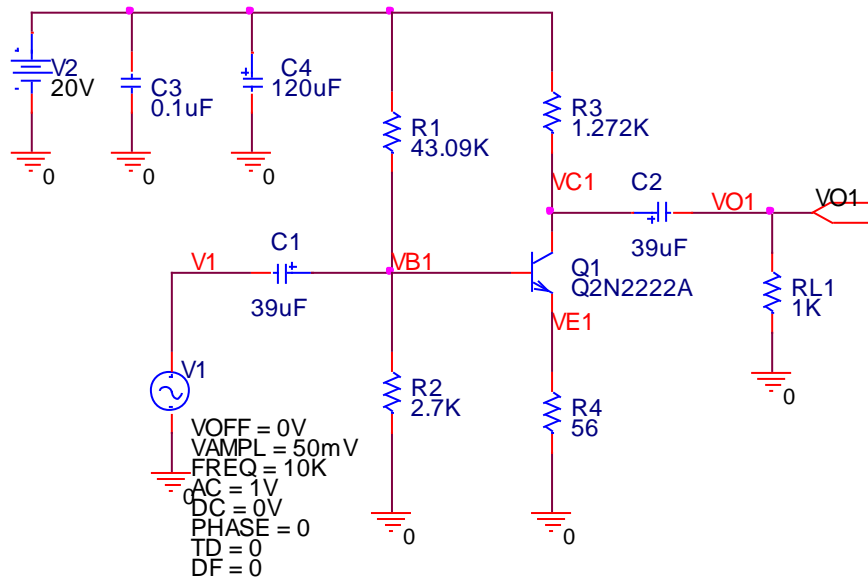 V2
20V
0
C3
0.1uF
0
C4
120uF
0
R1
43.09K
R3
1.272K
VC1
C2
39uF
VO1
VO1
RL1
1K
0
V1
C1
39uF
VB1
Q1
Q2N2222A
VE1
V1
VOFF = 0V
VAMPL = 50mV
FREQ = 10K
AC = 1V
DC = 0V
PHASE = 0
TD = 0
DF = 0
0
R2
2.7K
0
R4
56
0